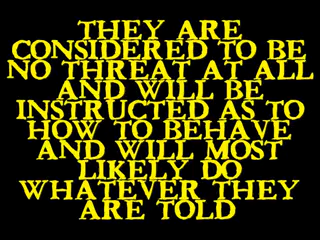 THEY ARE
CONSIDERED TO BE
NO THREAT AT ALL
AND WILL BE
INSTRUCTED AS TO
HOW TO BEHAVE
AND WILL MOST
LIKELY DO
WHATEVER THEY
ARE TOLD